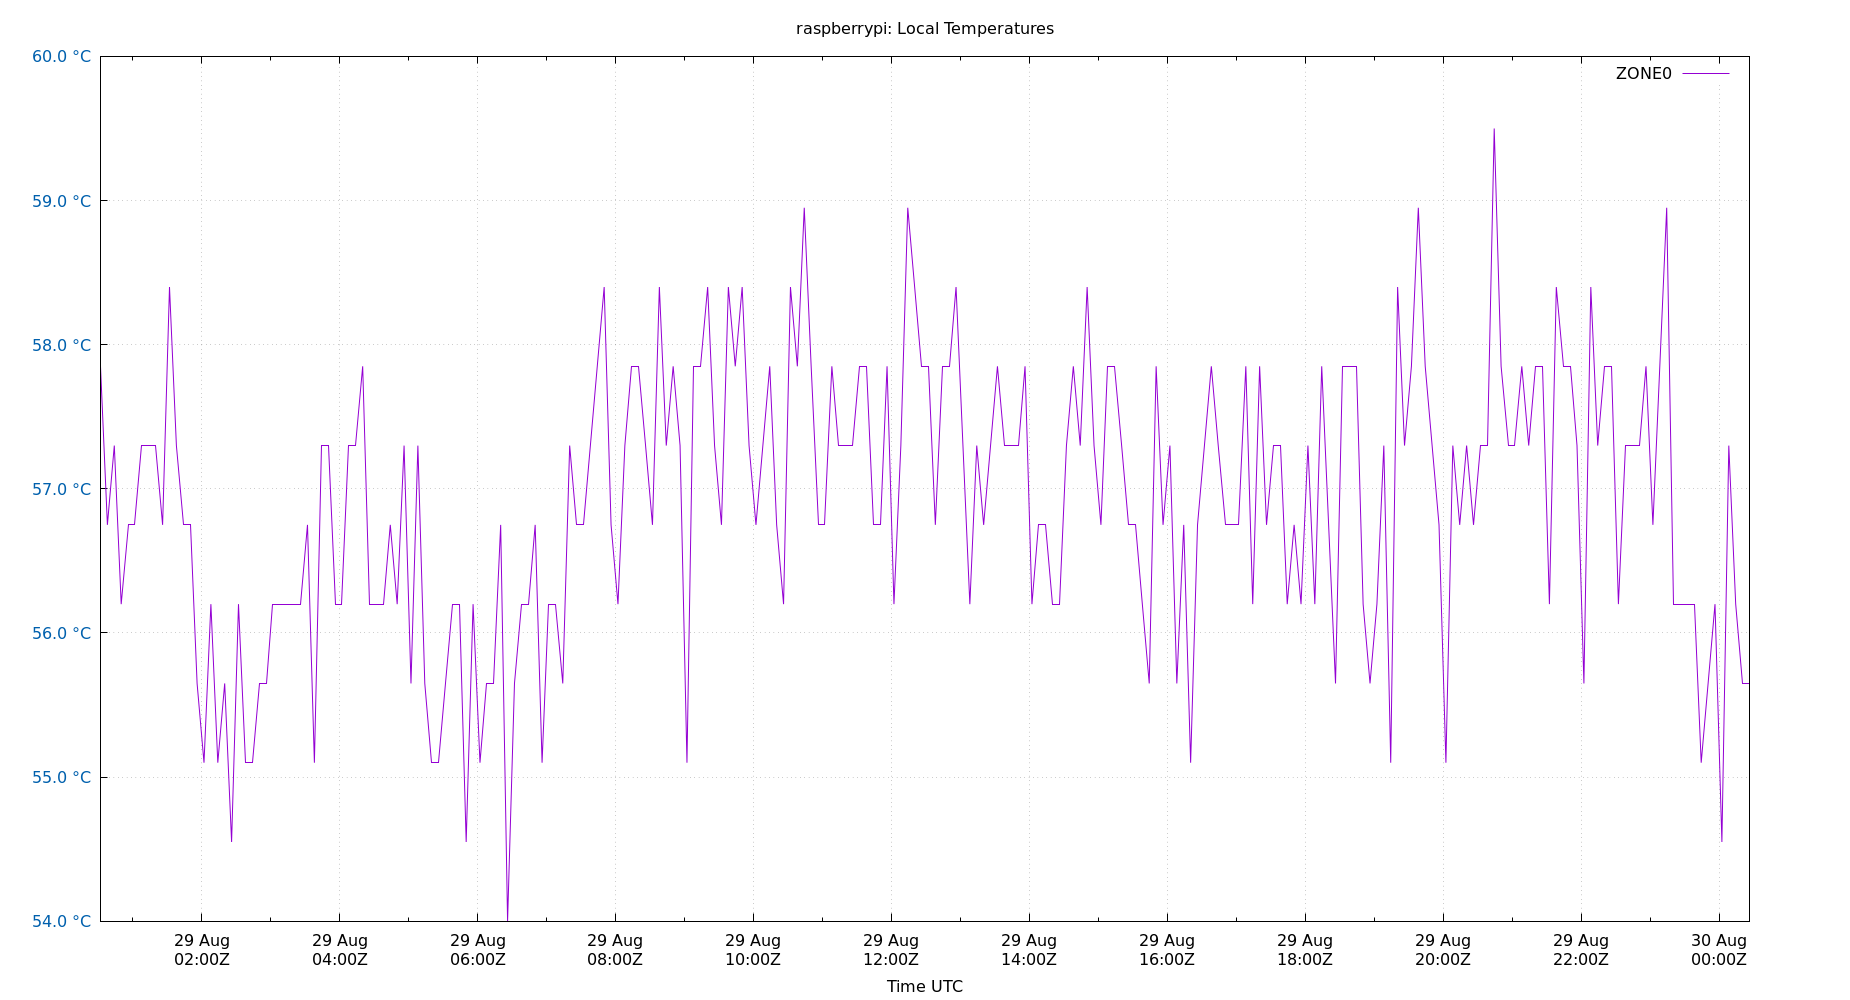 raspberrypi: Local Temperatures
60.0 °C
59.0 °C
58.0 °C
57.0 °C
56.0 °C
55.0 °C
54.0 °C
ZONE0
29 Aug 29 Aug 29 Aug 29 Aug 29 Aug 29 Aug 29 Aug 29 Aug 29 Aug 29 Aug 29 Aug 30 Aug
02:00Z 04:00Z 06:00Z 08:00Z 10:00Z 12:00Z 14:00Z 16:00Z 18:00Z 20:00Z 22:00Z 00:00Z
Time UTC